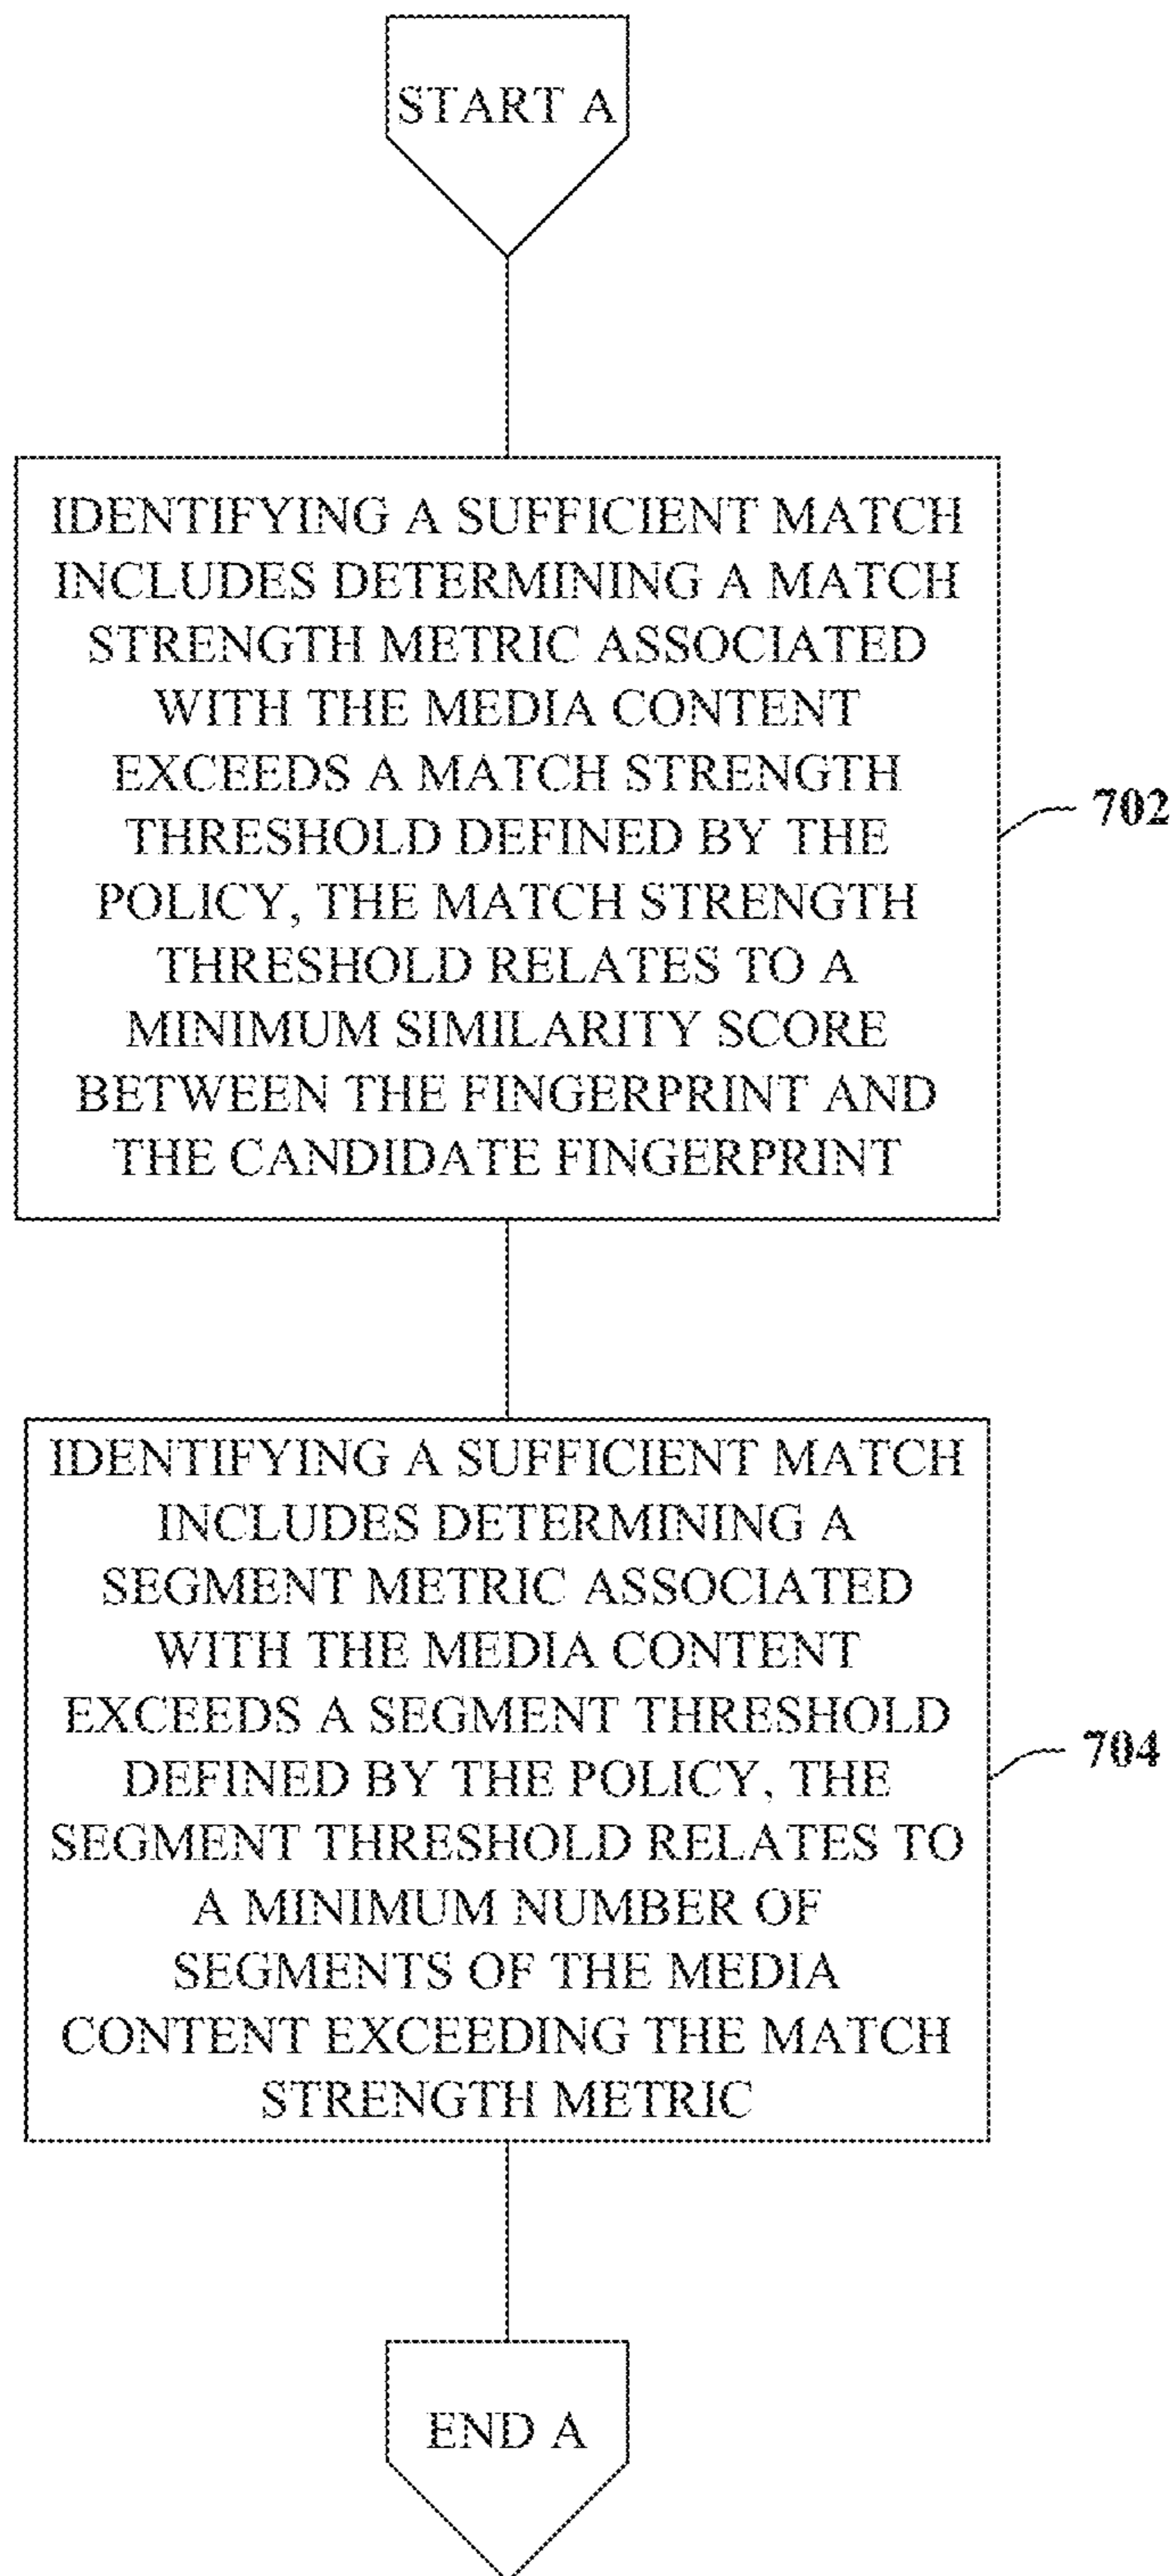 START A
IDENTIFYING A SUFFICIENT MATCH
INCLUDES DETERMINING A MATCH
STRENGTH METRIC ASSOCIATED
WITH THE MEDIA CONTENT
EXCEEDS A MATCH STRENGTH
THRESHOLD DEFINED BY THE
POLICY, THE MATCH STRENGTH
THRESHOLD RELATES TO A
MINIMUM SIMILARITY SCORE
BETWEEN THE FINGERPRINT AND
THE CANDIDATE FINGERPRINT
702
IDENTIFYING A SUFFICIENT MATCH
INCLUDES DETERMINING A
SEGMENT METRIC ASSOCIATED
WITH THE MEDIA CONTENT
EXCEEDS A SEGMENT THRESHOLD
DEFINED BY THE POLICY, THE
SEGMENT THRESHOLD RELATES TO
A MINIMUM NUMBER OF
SEGMENTS OF THE MEDIA
CONTENT EXCEEDING THE MATCH
STRENGTH METRIC
704
END A